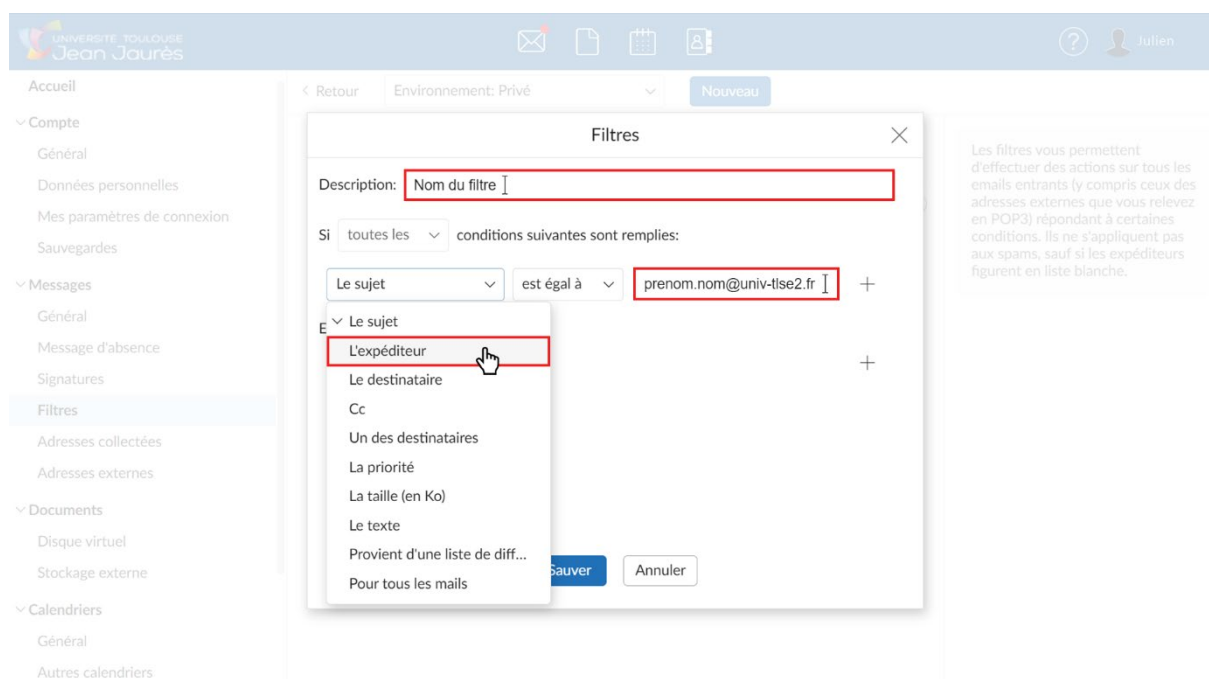 UNIVERSITÉ TOULOUSE
Jean Jaurès
Julien
Accueil
Compte
Général
Données personnelles
Mes paramètres de connexion
Sauvegardes
Messages
Général
Message d'absence
Signatures
Filtres
Adresses collectées
Adresses externes
Documents
Disque virtuel
Stockage externe
Calendriers
Général
Autres calendriers
< Retour
Environnement: Privé
Nouveau
Filtres
Description: Nom du filtre
Si toutes les conditions suivantes sont remplies:
Le sujet est égal à prenom.nom@univ-tlse2.fr
Le sujet
L'expéditeur
Le destinataire
Cc
Un des destinataires
La priorité
La taille (en Ko)
Le texte
Provient d'une liste de diff...
Pour tous les mails
Sauver
Annuler
Les filtres vous permettent
d'effectuer des actions sur tous les
emails entrants (y compris ceux des
adresses externes que vous relevez
en POP3) répondant à certaines
conditions. Ils ne s'appliquent pas
aux spams, sauf si les expéditeurs
figurent en liste blanche.